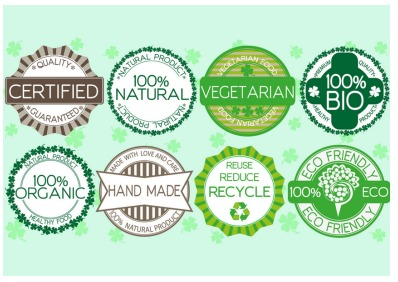 QUALITY
CERTIFIED
GUARANTEED
NATURAL PRODUCT
100%
NATURAL
NATURAL PRODUCT
VEGETARIAN FOOD
VEGETARIAN
VEGETARIAN FOOD
PREMIUM QUALITY
100%
BIO
HEALTHY PRODUCT
NATURAL PRODUCT
100%
ORGANIC
HEALTHY FOOD
MADE WITH LOVE AND CARE
HAND MADE
100% NATURAL PRODUCT
REUSE
REDUCE
RECYCLE
ECO FRIENDLY
100% ECO
ECO FRIENDLY